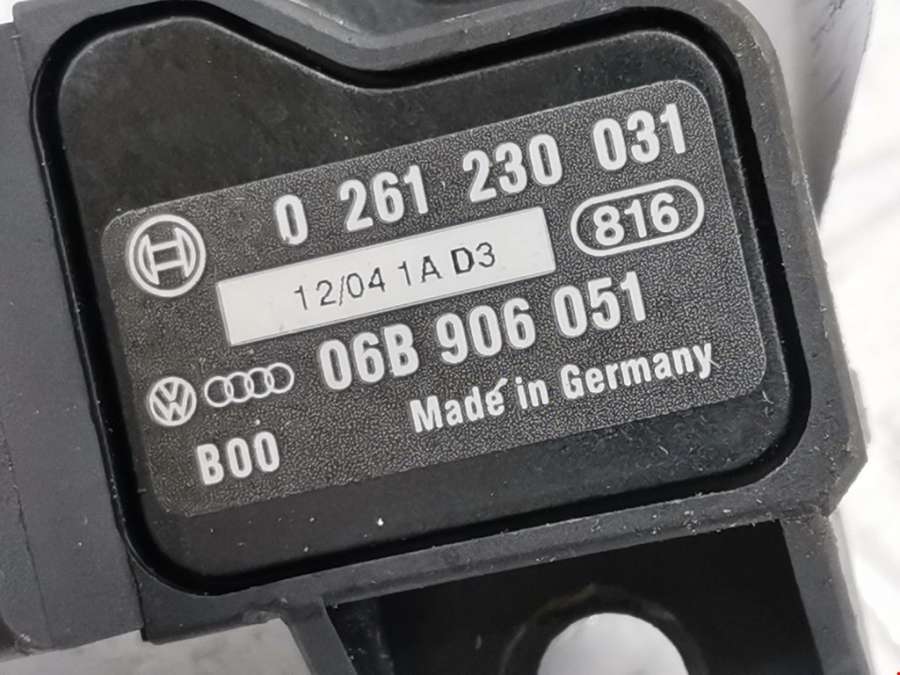 0 261 230 031
816
12/04 1A D3
06B 906 051
Made in Germany
B00